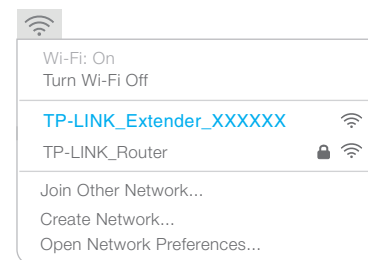 Wi-Fi: On
Turn Wi-Fi Off
TP-LINK_Extender_XXXXXX
TP-LINK_Router
Join Other Network...
Create Network...
Open Network Preferences...